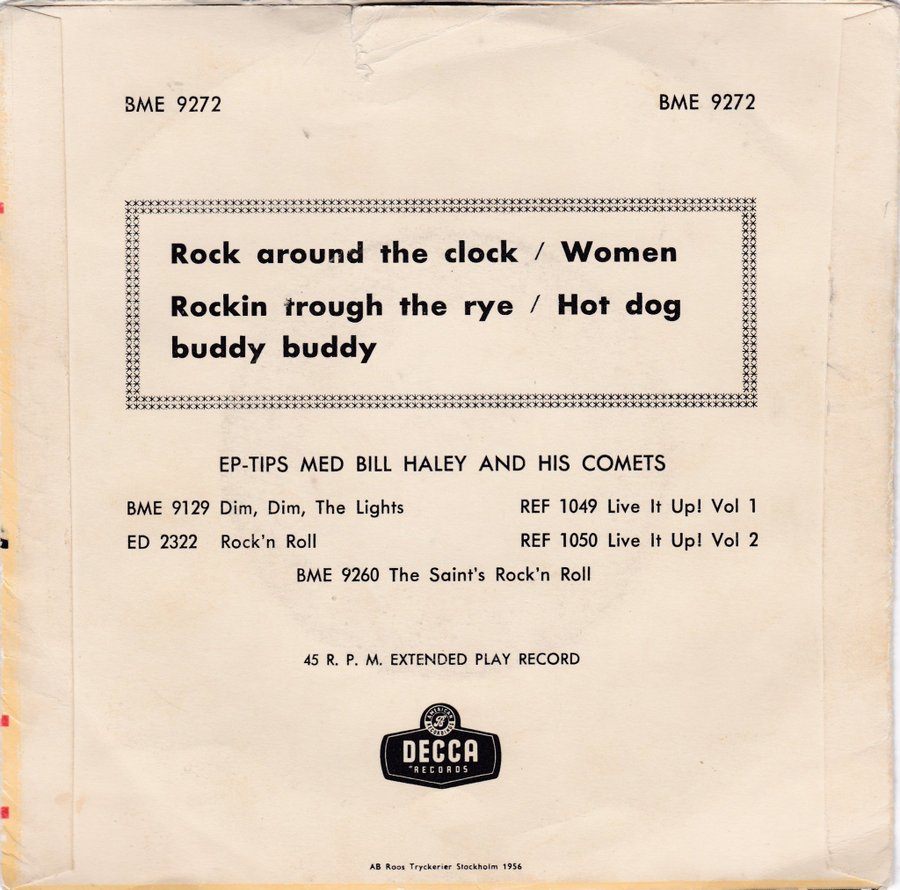 BME 9272 BME 9272
Rock around the clock / Women
Rockin trough the rye / Hot dog
buddy buddy
EP-TIPS MED BILL HALEY AND HIS COMETS
BME 9129 Dim, Dim, The Lights REF 1049 Live It Up! Vol 1
ED 2322 Rock'n Roll REF 1050 Live It Up! Vol 2
BME 9260 The Saint's Rock'n Roll
45 R. P. M. EXTENDED PLAY RECORD
AMERICAN
RECORDINGS
DECCA
RECORDS
AB Roos Tryckerier Stockholm 1956